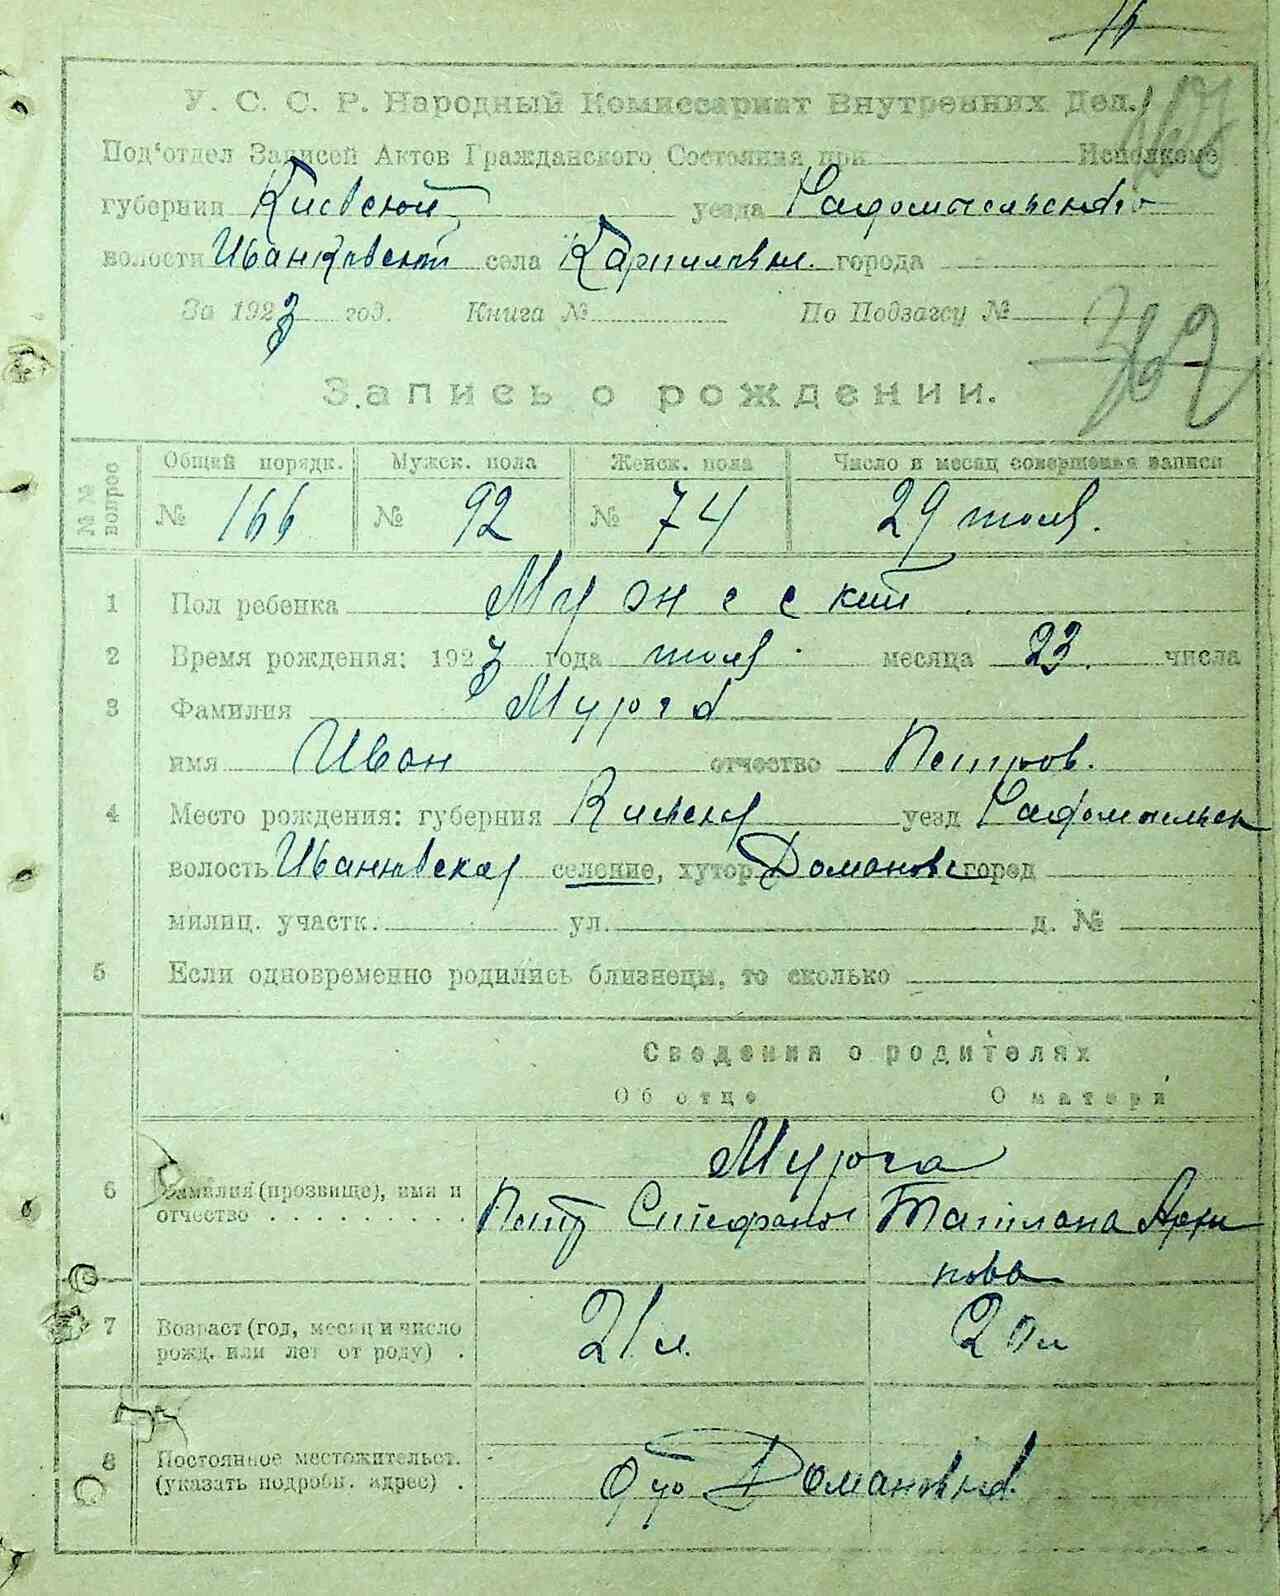 У. С. С. Р. Народный Комиссариат Внутренних Дел.
Под'отдел Записей Актов Гражданского Состояния при Исполкоме
губернии Киевской уезда Радомысльского
волости Иванковской села Карпиловки города
За 1923 год. Книга № По Подзагсу №
362
Запись о рождении.
№№ вопрос Общий порядк. Мужск. пола Женск. пола Число и месяц совершения записи
№ 166 № 92 № 74 29 июля.
1 Пол ребенка Мужеский
2 Время рождения: 1923 года июля месяца 23. числа
3 Фамилия Мурга
имя Иван отчество Петров.
4 Место рождения: губерния Киевская уезд Радомысльск
волость Иванковская селение, хутор город
милиц. участк. ул. д. №
5 Если одновременно родились близнецы, то сколько
Сведения о родителях
Об отце О матери
Мурга
6 Фамилия (прозвище), имя и Петр Стефанов Татиана Архи
отчество
пова
7 Возраст (год, месяц и число 21 л. 20 л
рожд. или лет от роду) .
8 Постоянное местожительст.
(указать подробн. адрес) .